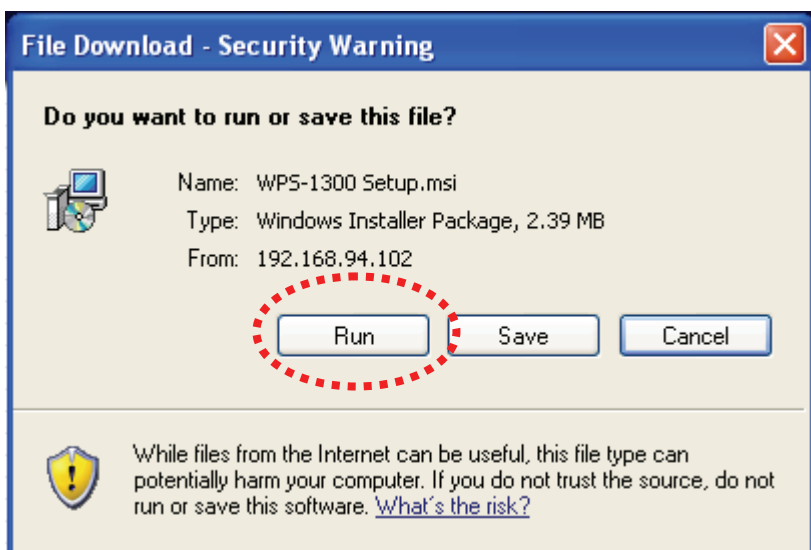 File Download - Security Warning
Do you want to run or save this file?
Name: WPS-1300 Setup.msi
Type: Windows Installer Package, 2.39 MB
From: 192.168.94.102
Run Save Cancel
While files from the Internet can be useful, this file type can
potentially harm your computer. If you do not trust the source, do not
run or save this software. What's the risk?